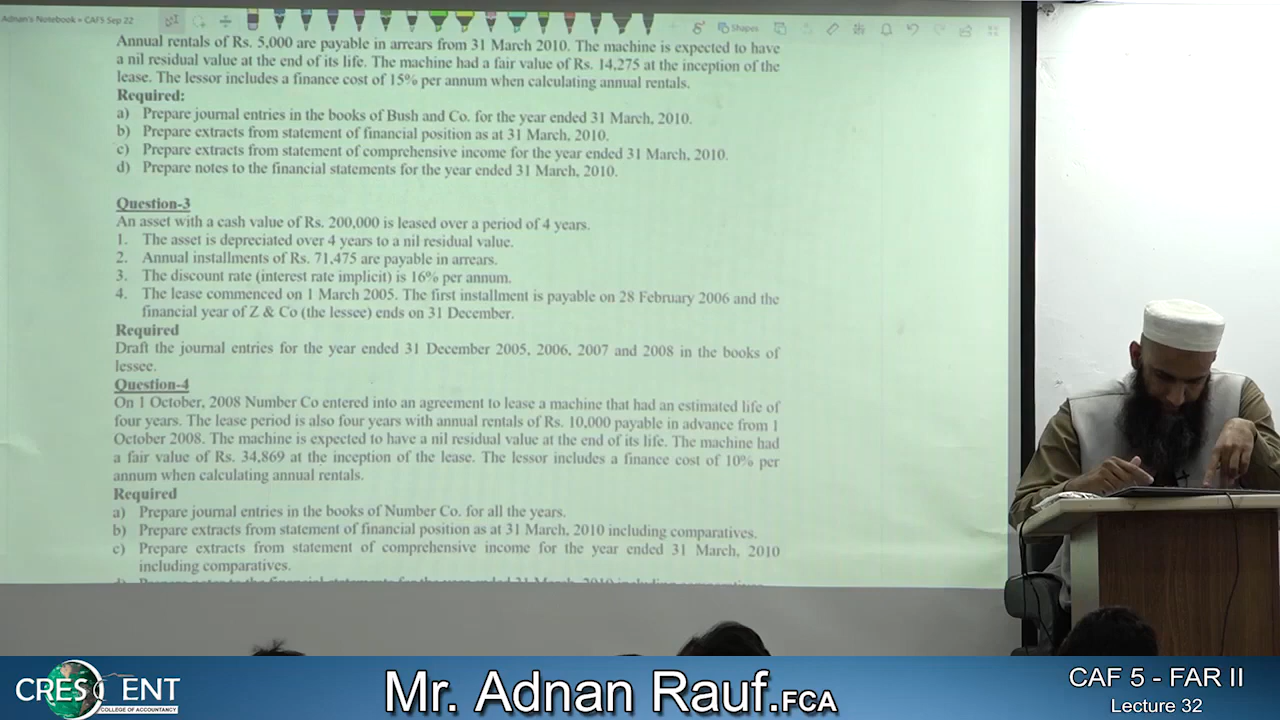 Adnan's Notebook • CAF5 Sep 22
Shapes
Annual rentals of Rs. 5,000 are payable in arrears from 31 March 2010. The machine is expected to have
a nil residual value at the end of its life. The machine had a fair value of Rs. 14,275 at the inception of the
lease. The lessor includes a finance cost of 15% per annum when calculating annual rentals.
Required:
a) Prepare journal entries in the books of Bush and Co. for the year ended 31 March, 2010.
b) Prepare extracts from statement of financial position as at 31 March, 2010.
c) Prepare extracts from statement of comprehensive income for the year ended 31 March, 2010.
d) Prepare notes to the financial statements for the year ended 31 March, 2010.
Question-3
An asset with a cash value of Rs. 200,000 is leased over a period of 4 years.
1. The asset is depreciated over 4 years to a nil residual value.
2. Annual installments of Rs. 71,475 are payable in arrears.
3. The discount rate (interest rate implicit) is 16% per annum.
4. The lease commenced on 1 March 2005. The first installment is payable on 28 February 2006 and the
financial year of Z & Co (the lessee) ends on 31 December.
Required
Draft the journal entries for the year ended 31 December 2005, 2006, 2007 and 2008 in the books of
lessee.
Question-4
On 1 October, 2008 Number Co entered into an agreement to lease a machine that had an estimated life of
four years. The lease period is also four years with annual rentals of Rs. 10,000 payable in advance from 1
October 2008. The machine is expected to have a nil residual value at the end of its life. The machine had
a fair value of Rs. 34,869 at the inception of the lease. The lessor includes a finance cost of 10% per
annum when calculating annual rentals.
Required
a) Prepare journal entries in the books of Number Co. for all the years.
b) Prepare extracts from statement of financial position as at 31 March, 2010 including comparatives.
c) Prepare extracts from statement of comprehensive income for the year ended 31 March, 2010
including comparatives.
CRESCENT
COLLEGE OF ACCOUNTANCY
Mr. Adnan Rauf.FCA
CAF 5 - FAR II
Lecture 32